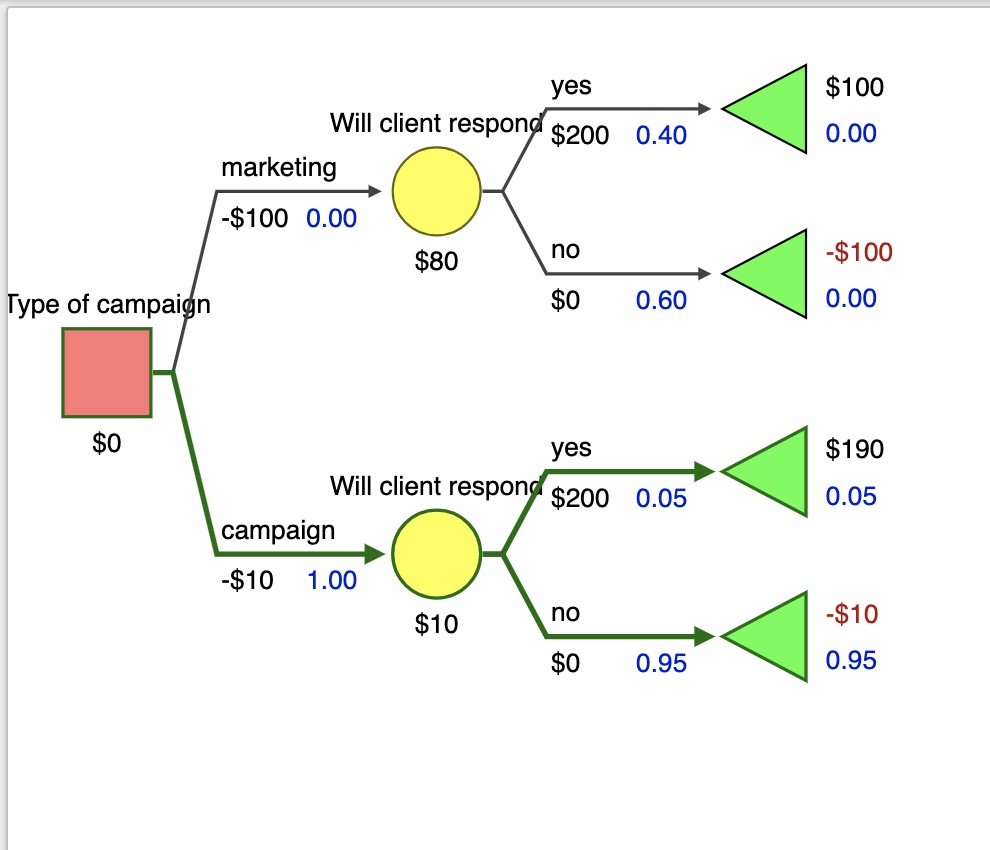 yes
$100
Will client respond
$200 0.40
0.00
marketing
-$100 0.00
$80
no
-$100
$0 0.60
0.00
Type of campaign
$0
yes
$190
Will client respond
$200 0.05
0.05
campaign
-$10 1.00
$10
no
-$10
$0 0.95
0.95